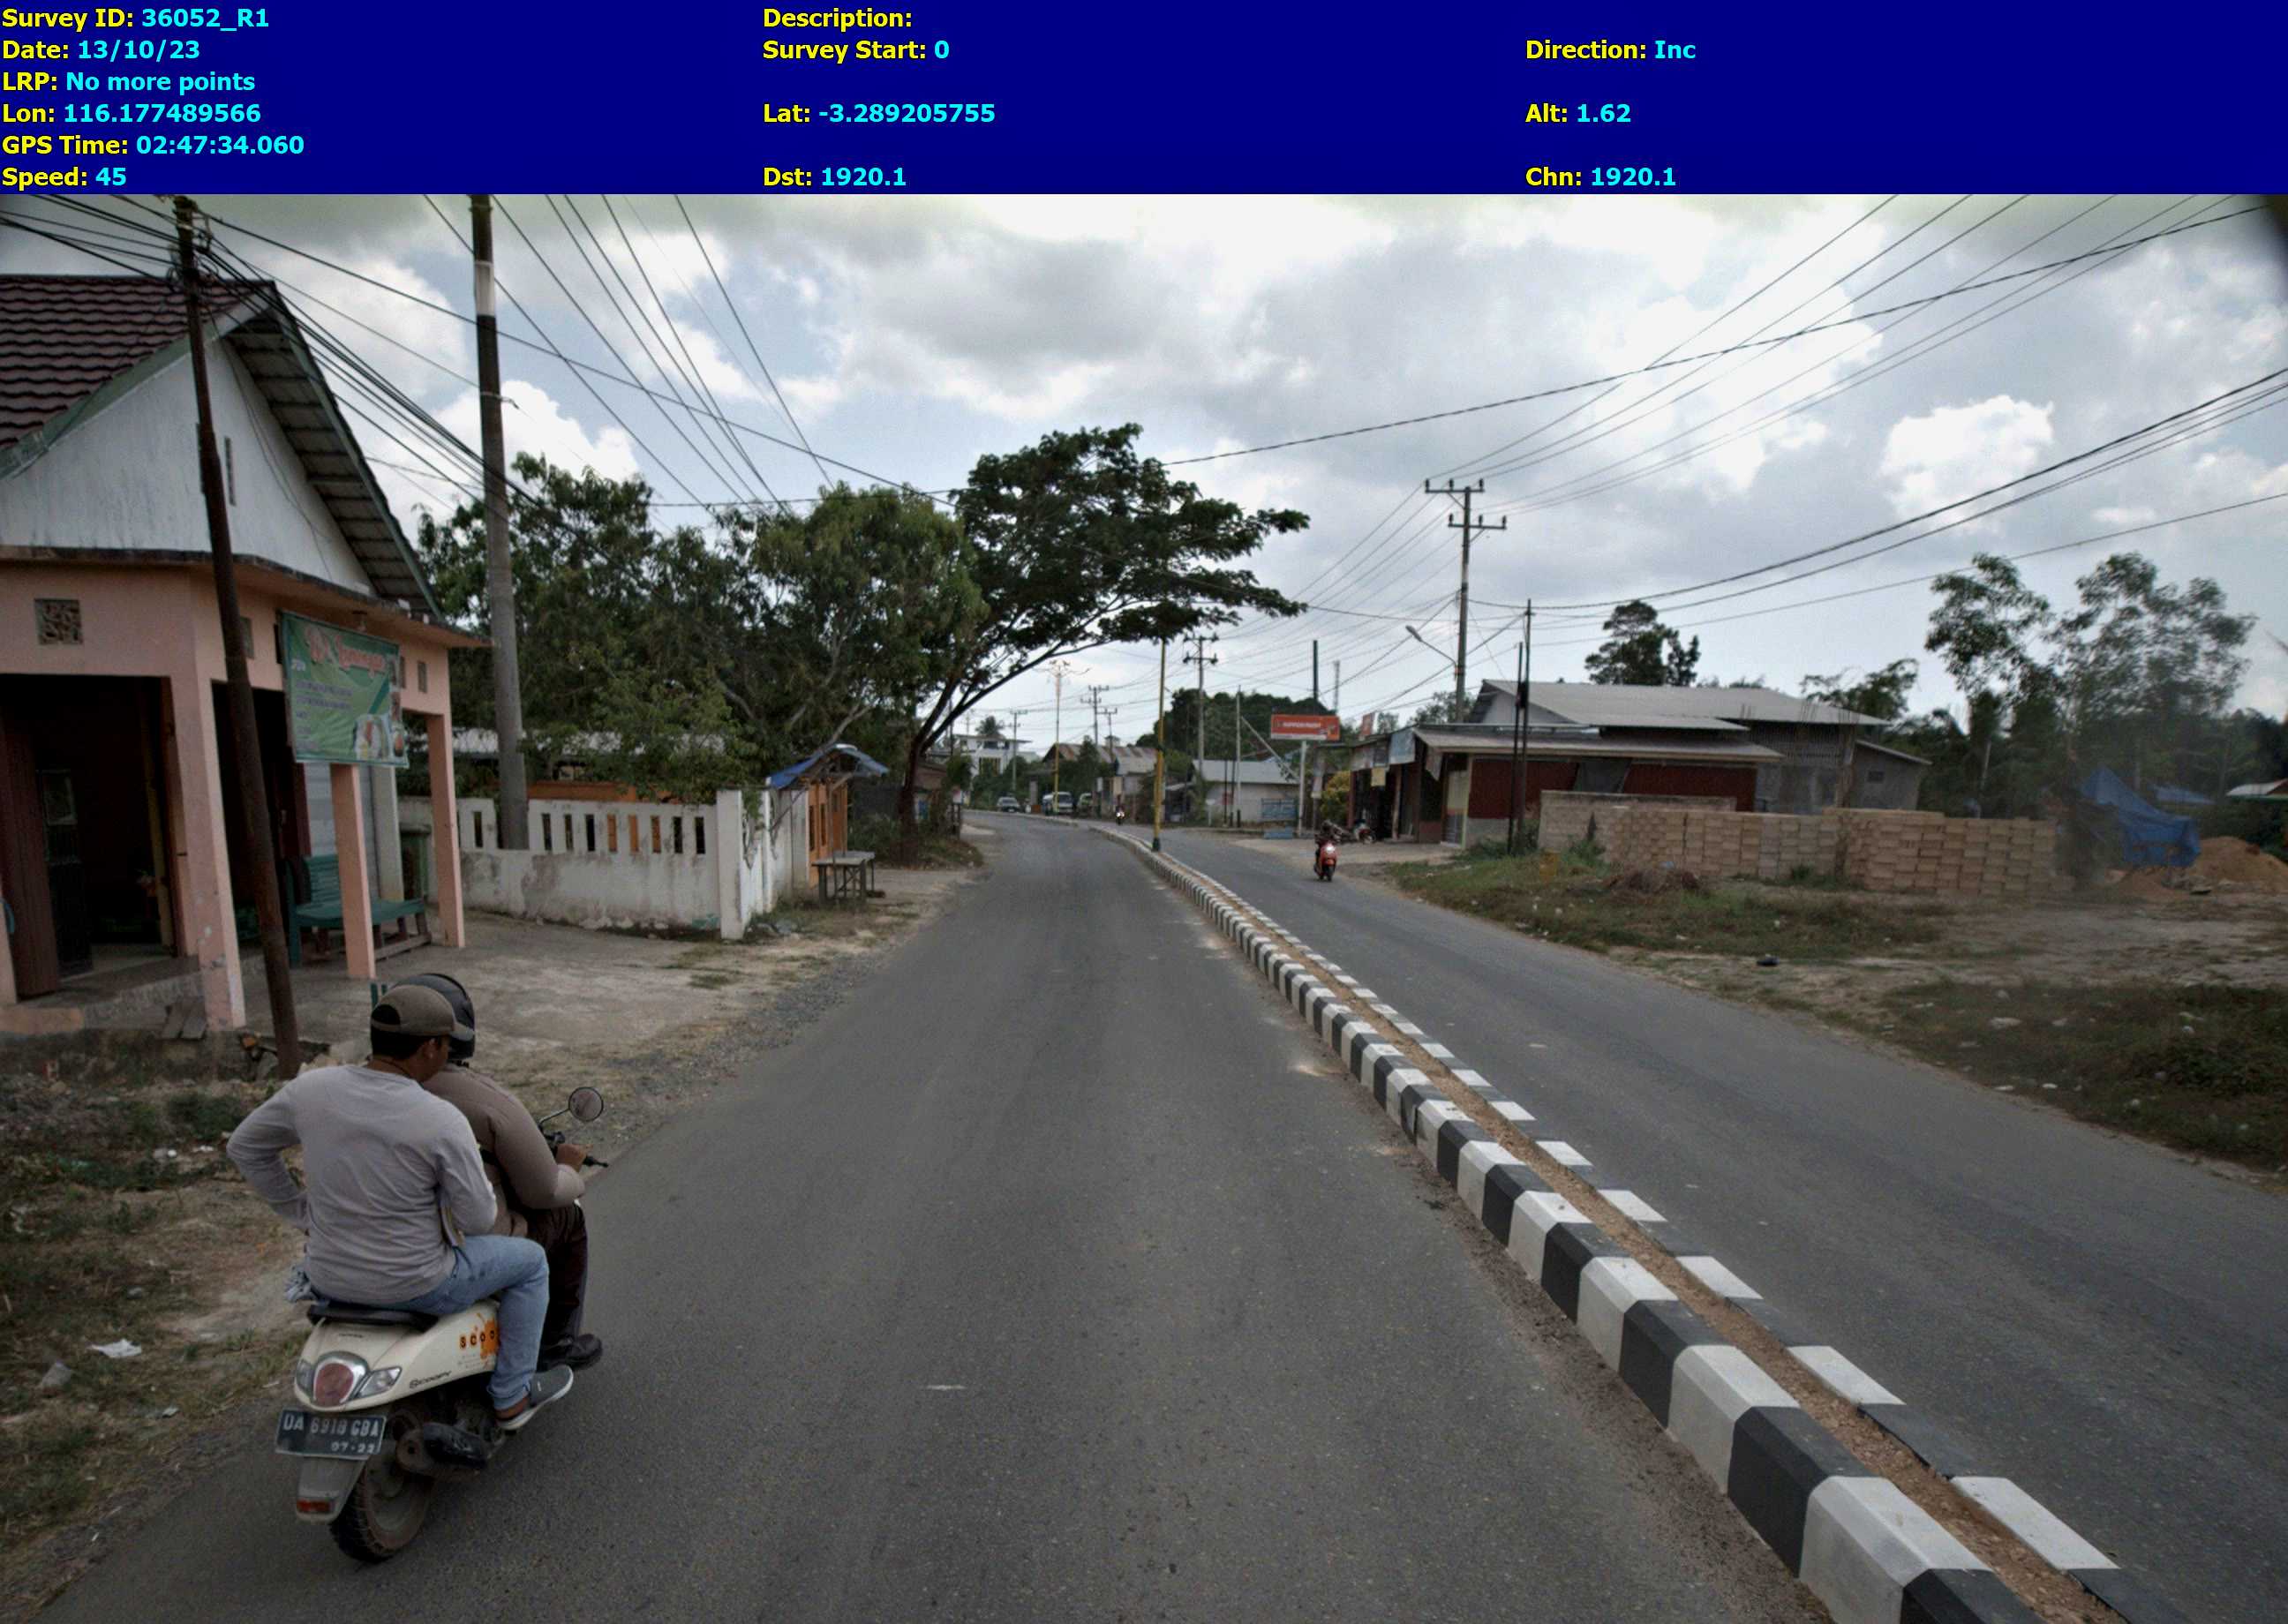 Survey ID: 36052_R1
Description:
Date: 13/10/23
Survey Start: 0
Direction: Inc
LRP: No more points
Lon: 116.177489566
Lat: -3.289205755
Alt: 1.62
GPS Time: 02:47:34.060
Speed: 45
Dst: 1920.1
Chn: 1920.1
Scoopy
DA 6919 GBA
07·22